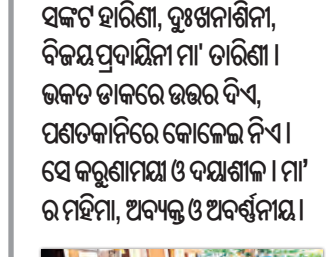 ସଙ୍କଟ ହାରିଣୀ, ଦୁଃଖନାଶିନୀ,
ବିଜୟ ପ୍ରଦାୟିନୀ ମା' ତାରିଣୀ ।
ଭକତ ଡାକରେ ଉତ୍ତର ଦିଏ,
ପଣତକାନିରେ କୋଳେଇ ନିଏ ।
ସେ କରୁଣାମୟୀ ଓ ଦୟାଶୀଳ । ମା’
ର ମହିମା, ଅବ୍ୟକ୍ତ ଓ ଅବର୍ଣ୍ଣନୀୟ ।